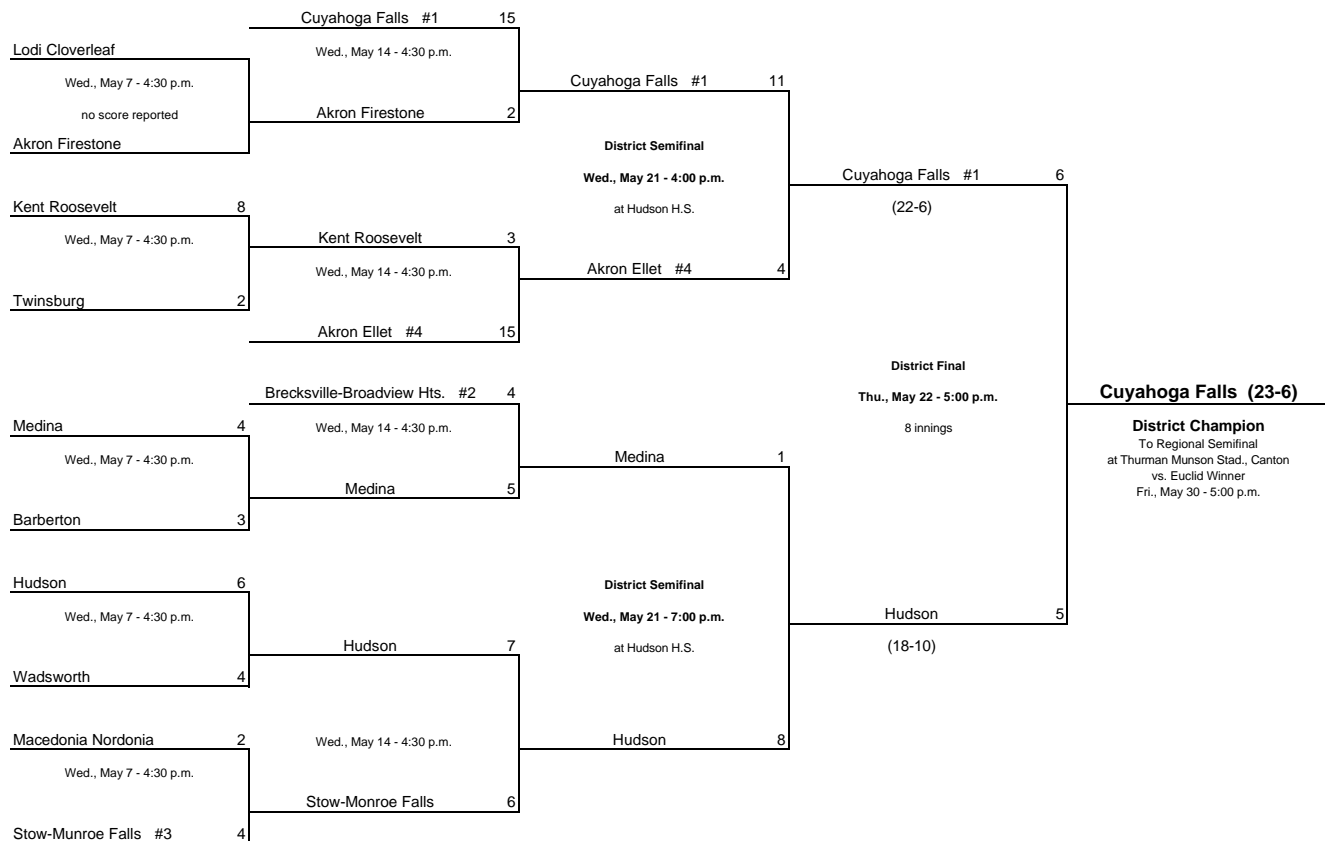 Cuyahoga Falls #1 15
Lodi Cloverleaf
Wed., May 14 - 4:30 p.m.
Wed., May 7 - 4:30 p.m.
Cuyahoga Falls #1 11
no score reported
Akron Firestone 2
Akron Firestone
District Semifinal
Wed., May 21 - 4:00 p.m.
Cuyahoga Falls #1 6
Kent Roosevelt 8
at Hudson H.S.
(22-6)
Wed., May 7 - 4:30 p.m.
Kent Roosevelt 3
Wed., May 14 - 4:30 p.m.
Akron Ellet #4 4
Twinsburg 2
Akron Ellet #4 15
District Final
Brecksville-Broadview Hts. #2 4
Thu., May 22 - 5:00 p.m.
Cuyahoga Falls (23-6)
Medina 4
Wed., May 14 - 4:30 p.m.
8 innings
District Champion
To Regional Semifinal
Wed., May 7 - 4:30 p.m.
Medina 1
at Thurman Munson Stad., Canton
vs. Euclid Winner
Medina 5
Fri., May 30 - 5:00 p.m.
Barberton 3
Hudson 6
District Semifinal
Wed., May 7 - 4:30 p.m.
Wed., May 21 - 7:00 p.m.
Hudson 5
Hudson 7
at Hudson H.S.
(18-10)
Wadsworth 4
Macedonia Nordonia 2
Wed., May 14 - 4:30 p.m.
Hudson 8
Wed., May 7 - 4:30 p.m.
Stow-Monroe Falls 6
Stow-Munroe Falls #3 4